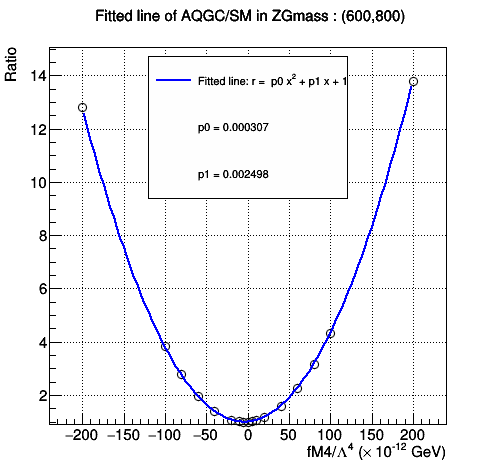 Fitted line of AQGC/SM in ZGmass : (600,800)
Ratio
Fitted line: r = p0 x² + p1 x + 1
p0 = 0.000307
p1 = 0.002498
14
12
10
8
6
4
2
−200 −150 −100 −50 0 50 100 150 200
fM4/Λ⁴ (× 10⁻¹² GeV)